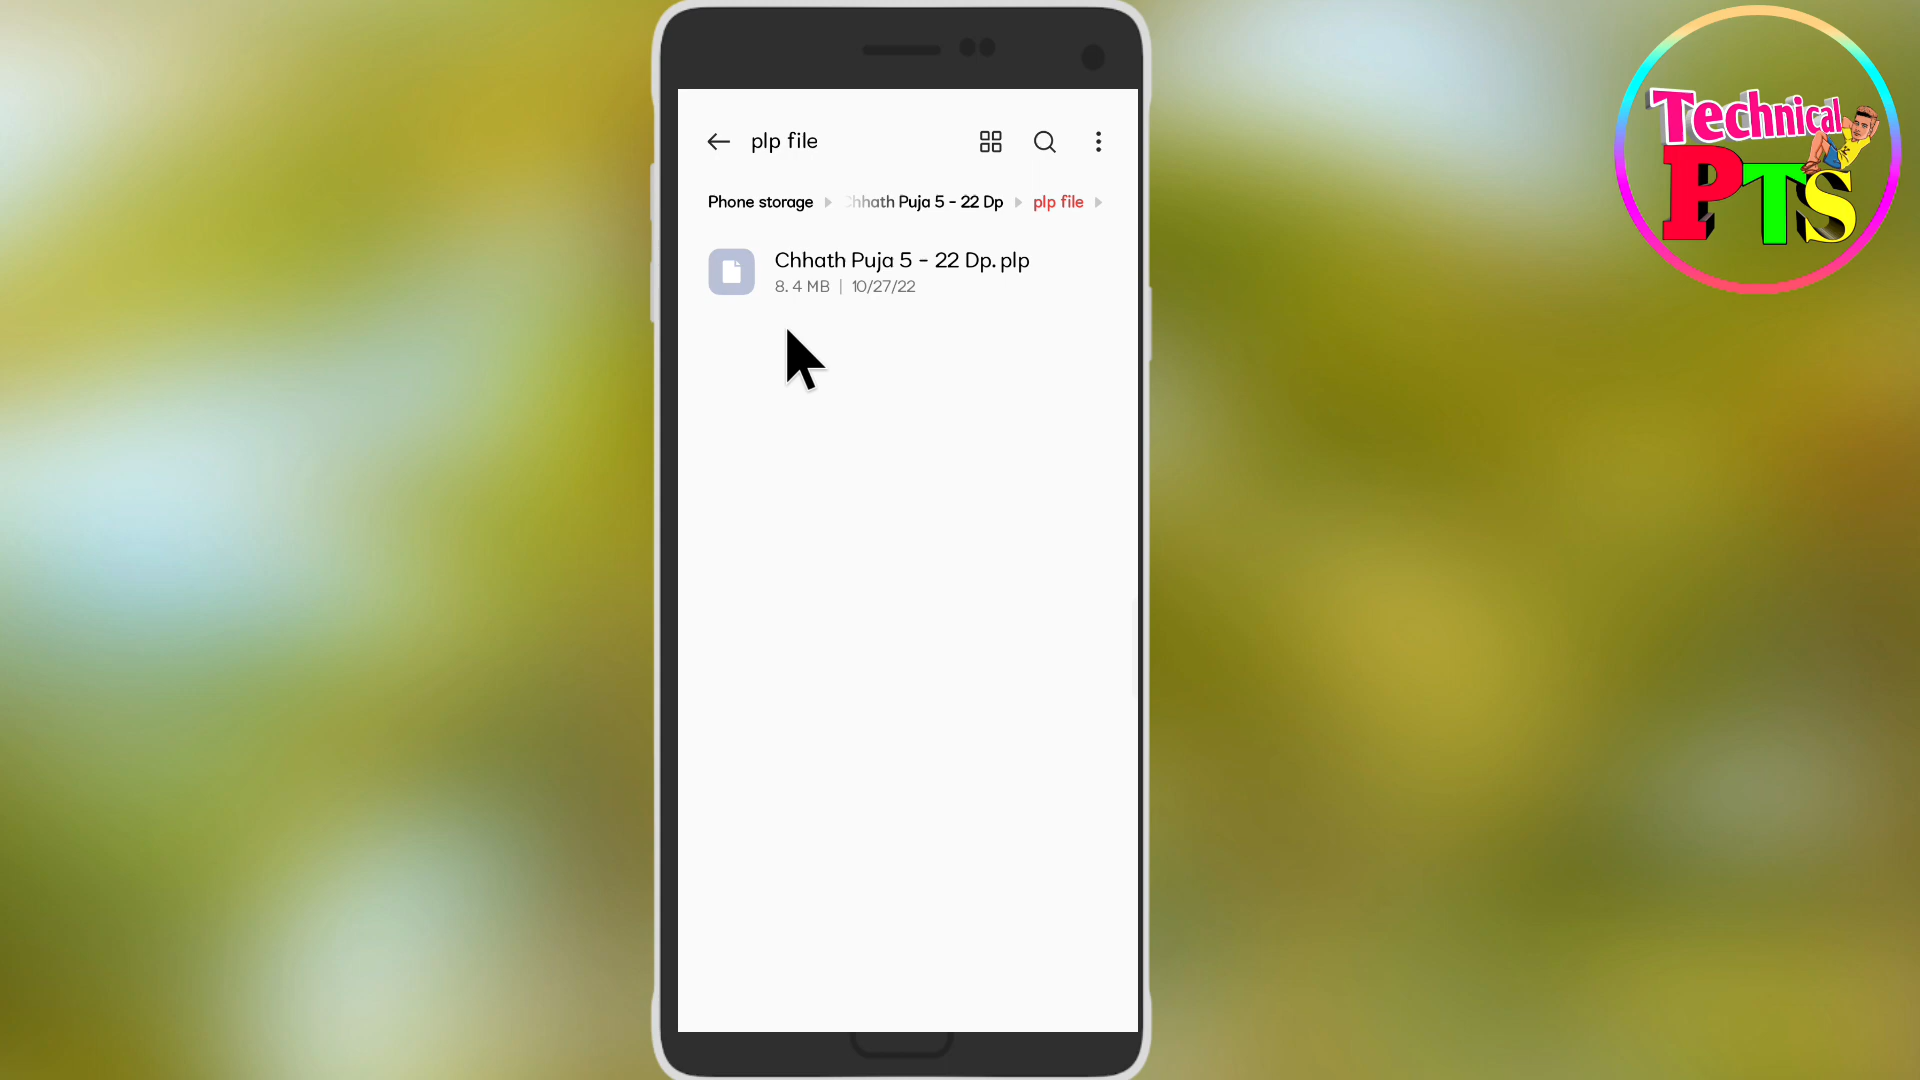 plp file
Phone storage Chhath Puja 5 - 22 Dp plp file
Chhath Puja 5 - 22 Dp. plp
8. 4 MB | 10/27/22
Technical
PTS